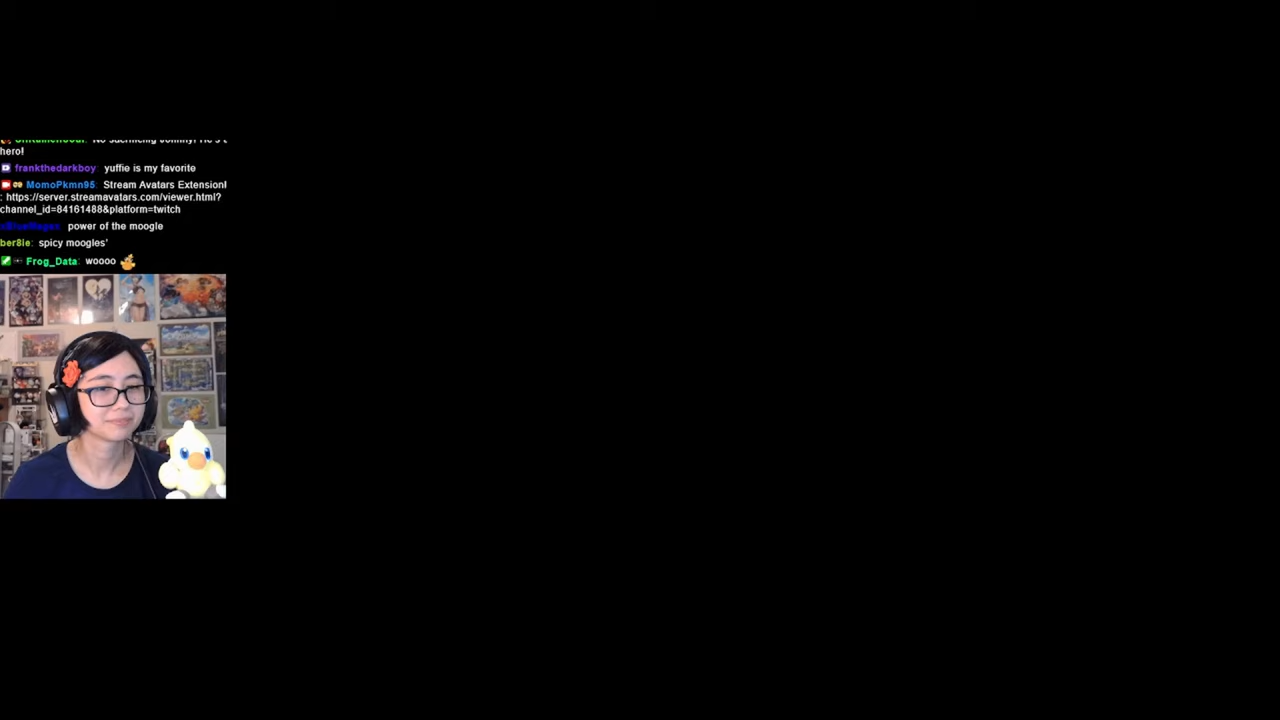 hero!
frankthedarkboy: yuffie is my favorite
MomoPkmn95: Stream Avatars Extension!
: https://server.streamavatars.com/viewer.html?
channel_id=84161488&platform=twitch
power of the moogle
ber8ie: spicy moogles'
Frog_Data: woooo